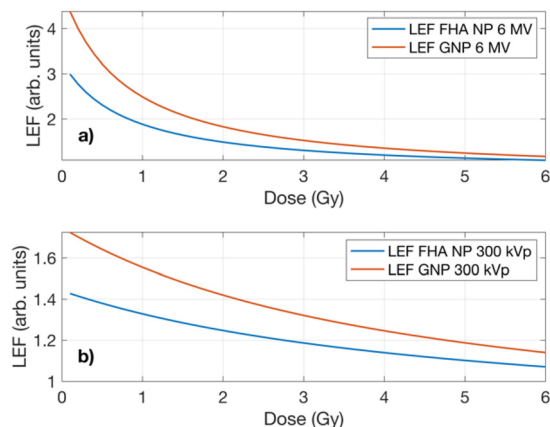 4
3
2
LEF (arb. units)
a)
LEF FHA NP 6 MV
LEF GNP 6 MV
0 1 2 3 4 5 6
Dose (Gy)
1.6
1.4
1.2
1
LEF (arb. units)
b)
LEF FHA NP 300 kVp
LEF GNP 300 kVp
0 1 2 3 4 5 6
Dose (Gy)